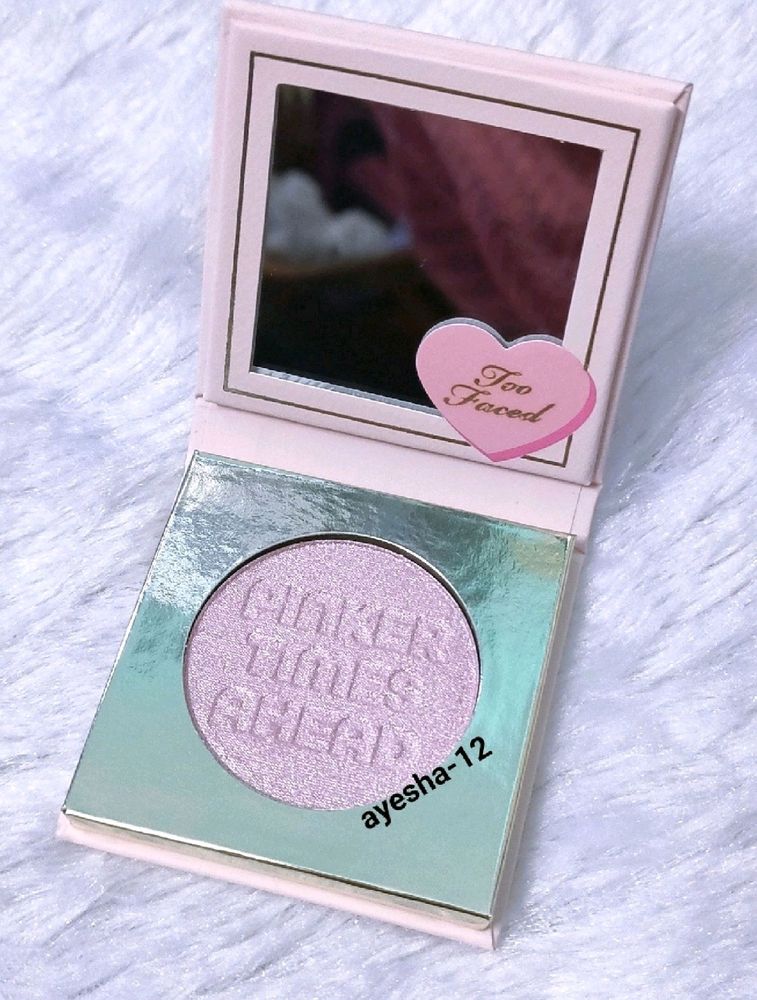 Too
Faced
PINKER
TIMES
AHEAD
ayesha-12